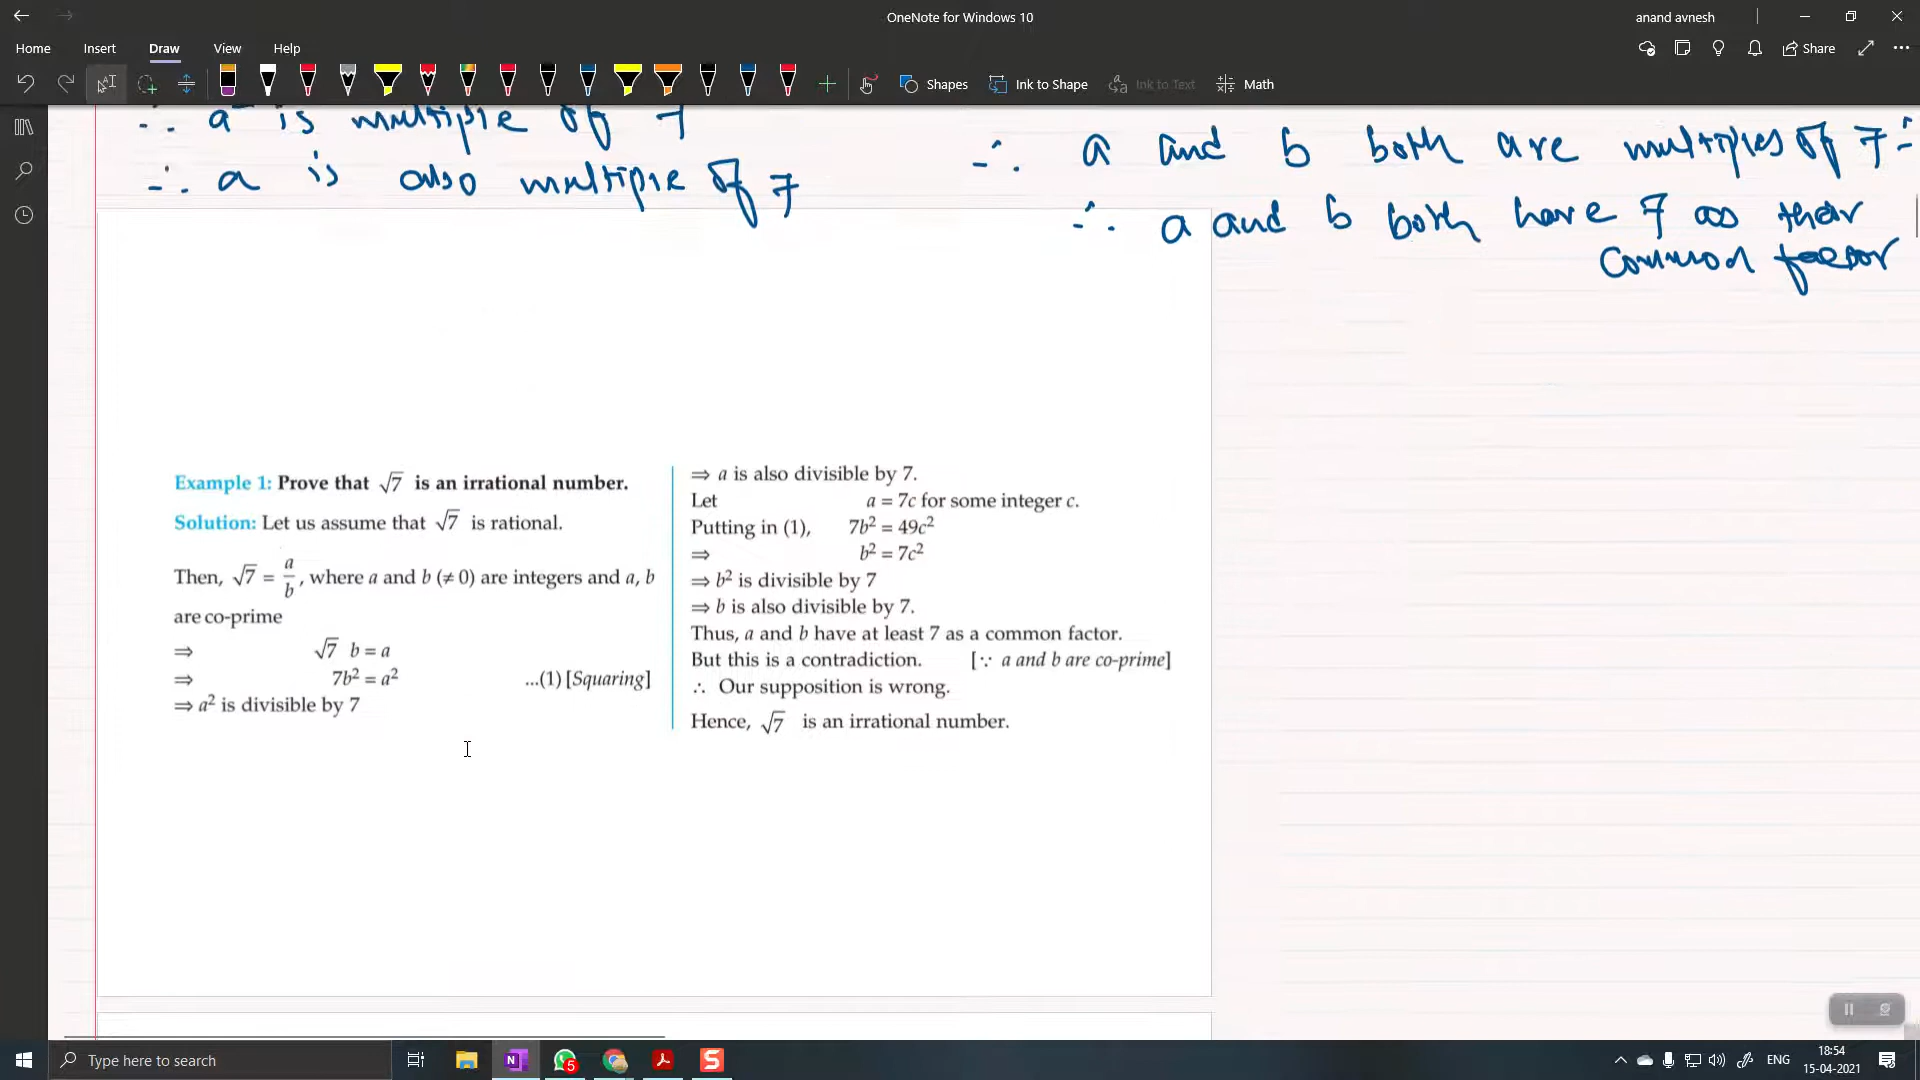 OneNote for Windows 10
anand avnesh
Home Insert Draw View Help
Share
Shapes Ink to Shape Ink to Text Math
∴ a² is multiple of 7
∴ a is also multiple of 7
∴ a and b both are multiples of 7
∴ a and b both have 7 as their
common factor
Example 1: Prove that √7 is an irrational number.
Solution: Let us assume that √7 is rational.
Then, √7 = a/b, where a and b (≠ 0) are integers and a, b
are co-prime
⇒ √7 b = a
⇒ 7b² = a² ...(1) [Squaring]
⇒ a² is divisible by 7
⇒ a is also divisible by 7.
Let a = 7c for some integer c.
Putting in (1), 7b² = 49c²
⇒ b² = 7c²
⇒ b² is divisible by 7
⇒ b is also divisible by 7.
Thus, a and b have at least 7 as a common factor.
But this is a contradiction. [∵ a and b are co-prime]
∴ Our supposition is wrong.
Hence, √7 is an irrational number.
Type here to search
5
ENG
18:54
15-04-2021